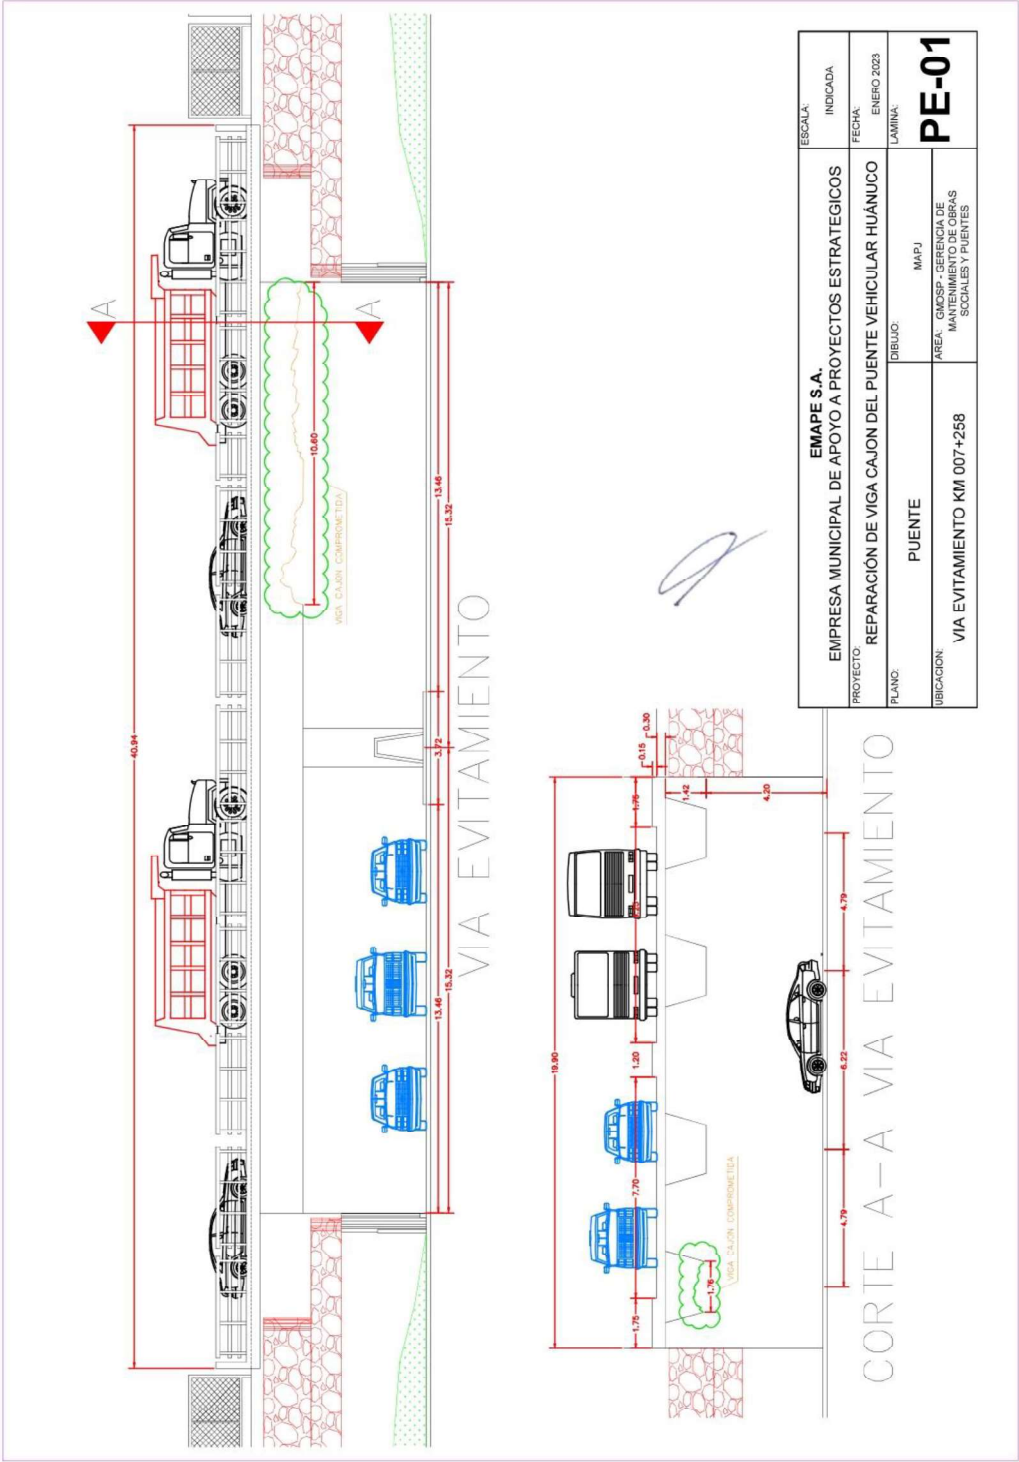 40.94
A
A
10.60
VIGA CAJON COMPROMETIDA
13.46
3.72
13.46
15.32
15.32
VIA EVITAMIENTO
19.90
1.75
7.70
1.20
1.75
0.15
0.30
1.42
4.20
1.76
VIGA CAJON COMPROMETIDA
4.79
6.22
4.79
CORTE A-A VIA EVITAMIENTO
EMAPE S.A.
EMPRESA MUNICIPAL DE APOYO A PROYECTOS ESTRATEGICOS
ESCALA:
INDICADA
PROYECTO:
REPARACIÓN DE VIGA CAJON DEL PUENTE VEHICULAR HUÁNUCO
FECHA:
ENERO 2023
PLANO:
PUENTE
DIBUJO:
MAPJ
LAMINA:
PE-01
UBICACION:
VIA EVITAMIENTO KM 007+258
AREA: GMOSP - GERENCIA DE
MANTENIMIENTO DE OBRAS
SOCIALES Y PUENTES